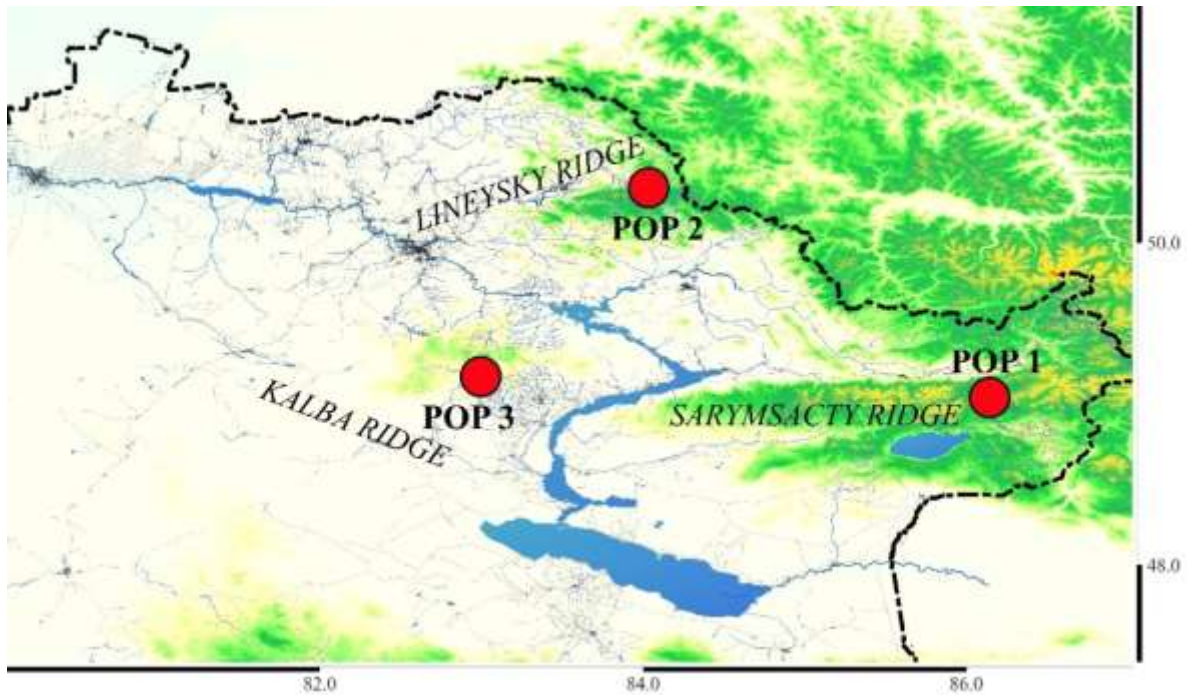 LINEYSKY RIDGE
POP 2
50.0
POP 1
KALBA RIDGE
POP 3
SARYMSACTY RIDGE
48.0
82.0
84.0
86.0